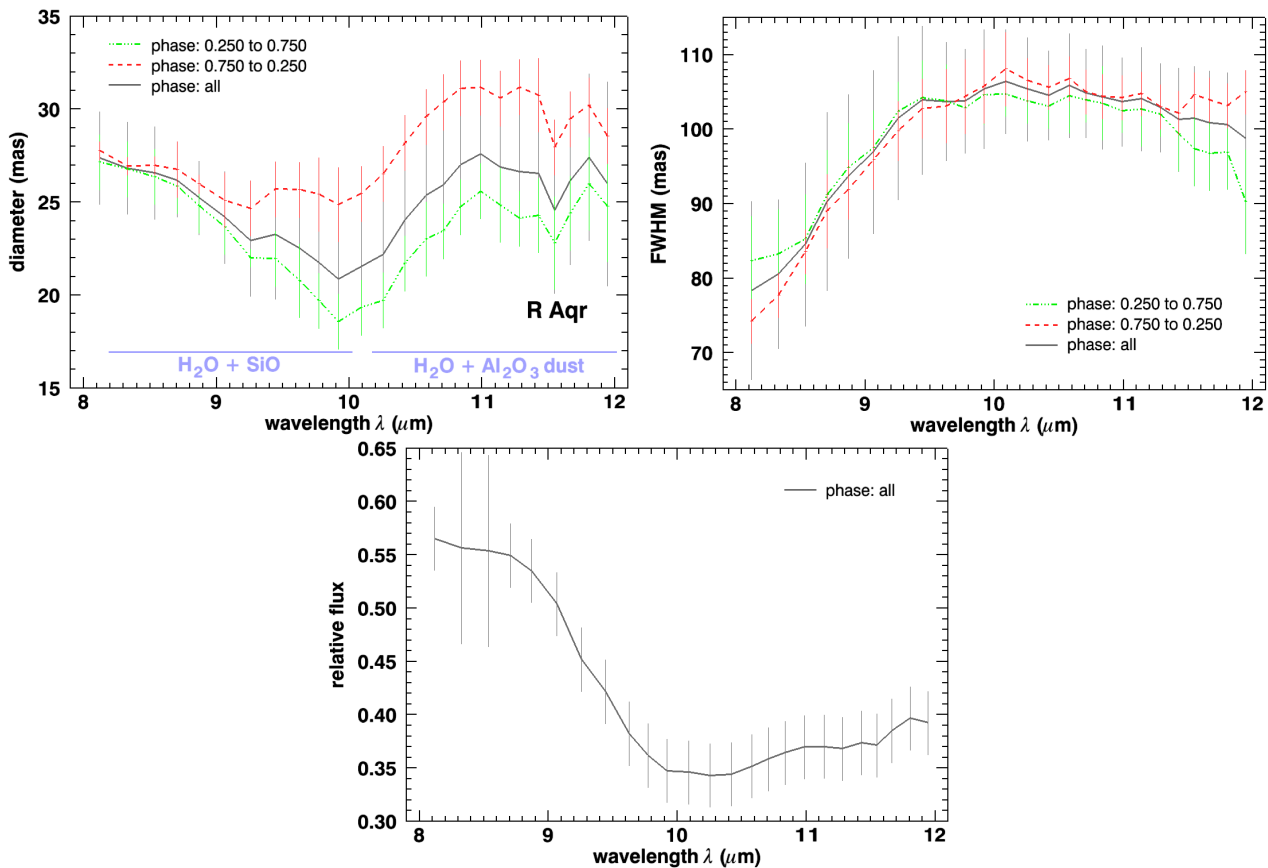 35
30
25
20
15
diameter (mas)
phase: 0.250 to 0.750
phase: 0.750 to 0.250
phase: all
R Aqr
H₂O + SiO
H₂O + Al₂O₃ dust
8 9 10 11 12
wavelength λ (μm)
110
100
90
80
70
FWHM (mas)
phase: 0.250 to 0.750
phase: 0.750 to 0.250
phase: all
8 9 10 11 12
wavelength λ (μm)
0.65
0.60
0.55
0.50
0.45
0.40
0.35
0.30
relative flux
phase: all
8 9 10 11 12
wavelength λ (μm)